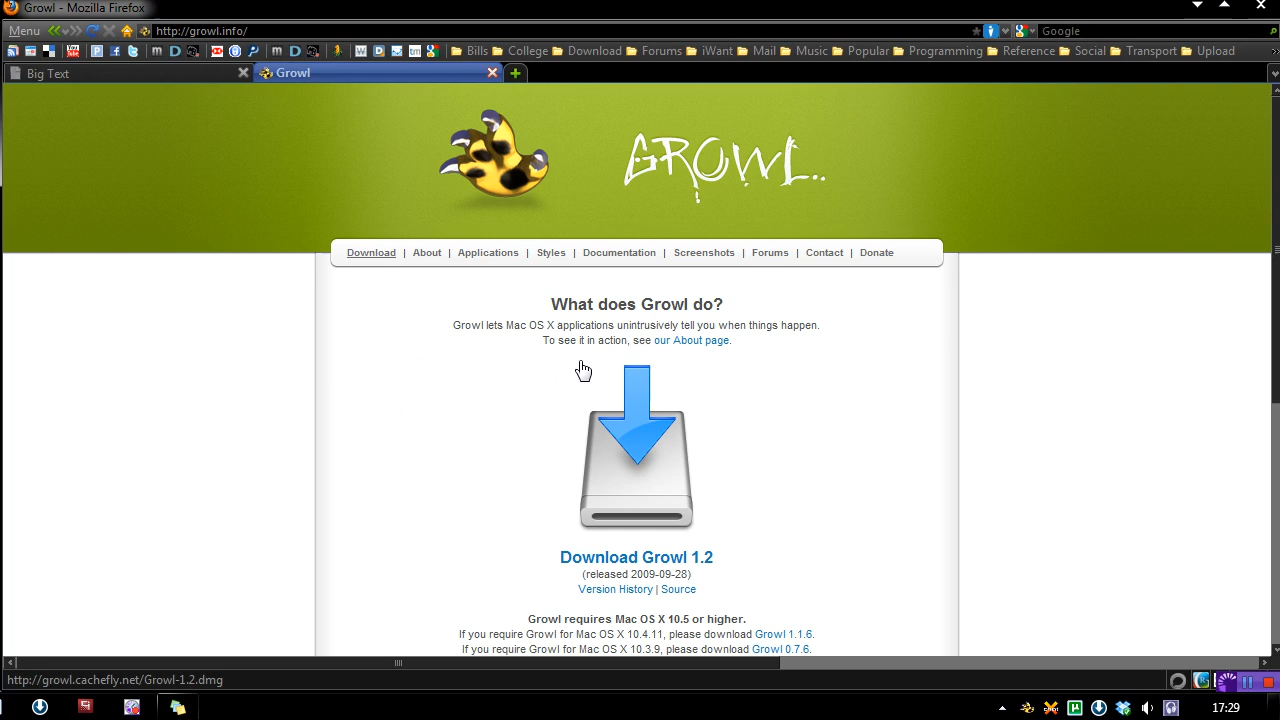 Growl - Mozilla Firefox
Menu
http://growl.info/
Google
Bills
College
Download
Forums
iWant
Mail
Music
Popular
Programming
Reference
Social
Transport
Upload
Big Text
Growl
GROWL..
Download | About | Applications | Styles | Documentation | Screenshots | Forums | Contact | Donate
What does Growl do?
Growl lets Mac OS X applications unintrusively tell you when things happen.
To see it in action, see our About page.
Download Growl 1.2
(released 2009-09-28)
Version History | Source
Growl requires Mac OS X 10.5 or higher.
If you require Growl for Mac OS X 10.4.11, please download Growl 1.1.6.
If you require Growl for Mac OS X 10.3.9, please download Growl 0.7.6.
http://growl.cachefly.net/Growl-1.2.dmg
17:29